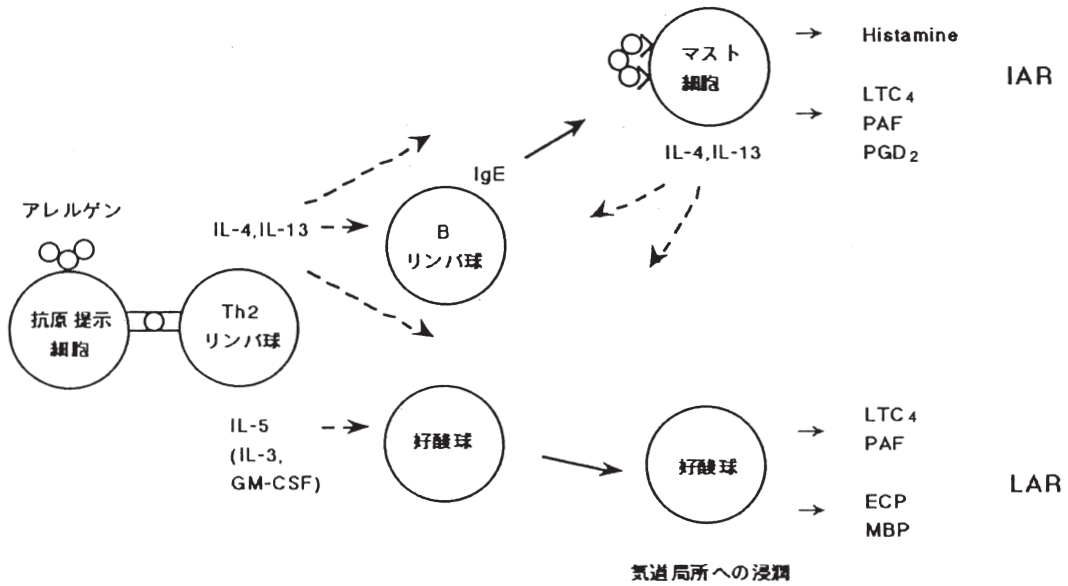 アレルゲン
抗原提示
細胞
Th2
リンパ球
IL-4,IL-13
IL-5
(IL-3,
GM-CSF)
IgE
B
リンパ球
好酸球
マスト
細胞
IL-4,IL-13
好酸球
気道局所への浸潤
Histamine
LTC₄
PAF
PGD₂
IAR
LTC₄
PAF
ECP
MBP
LAR